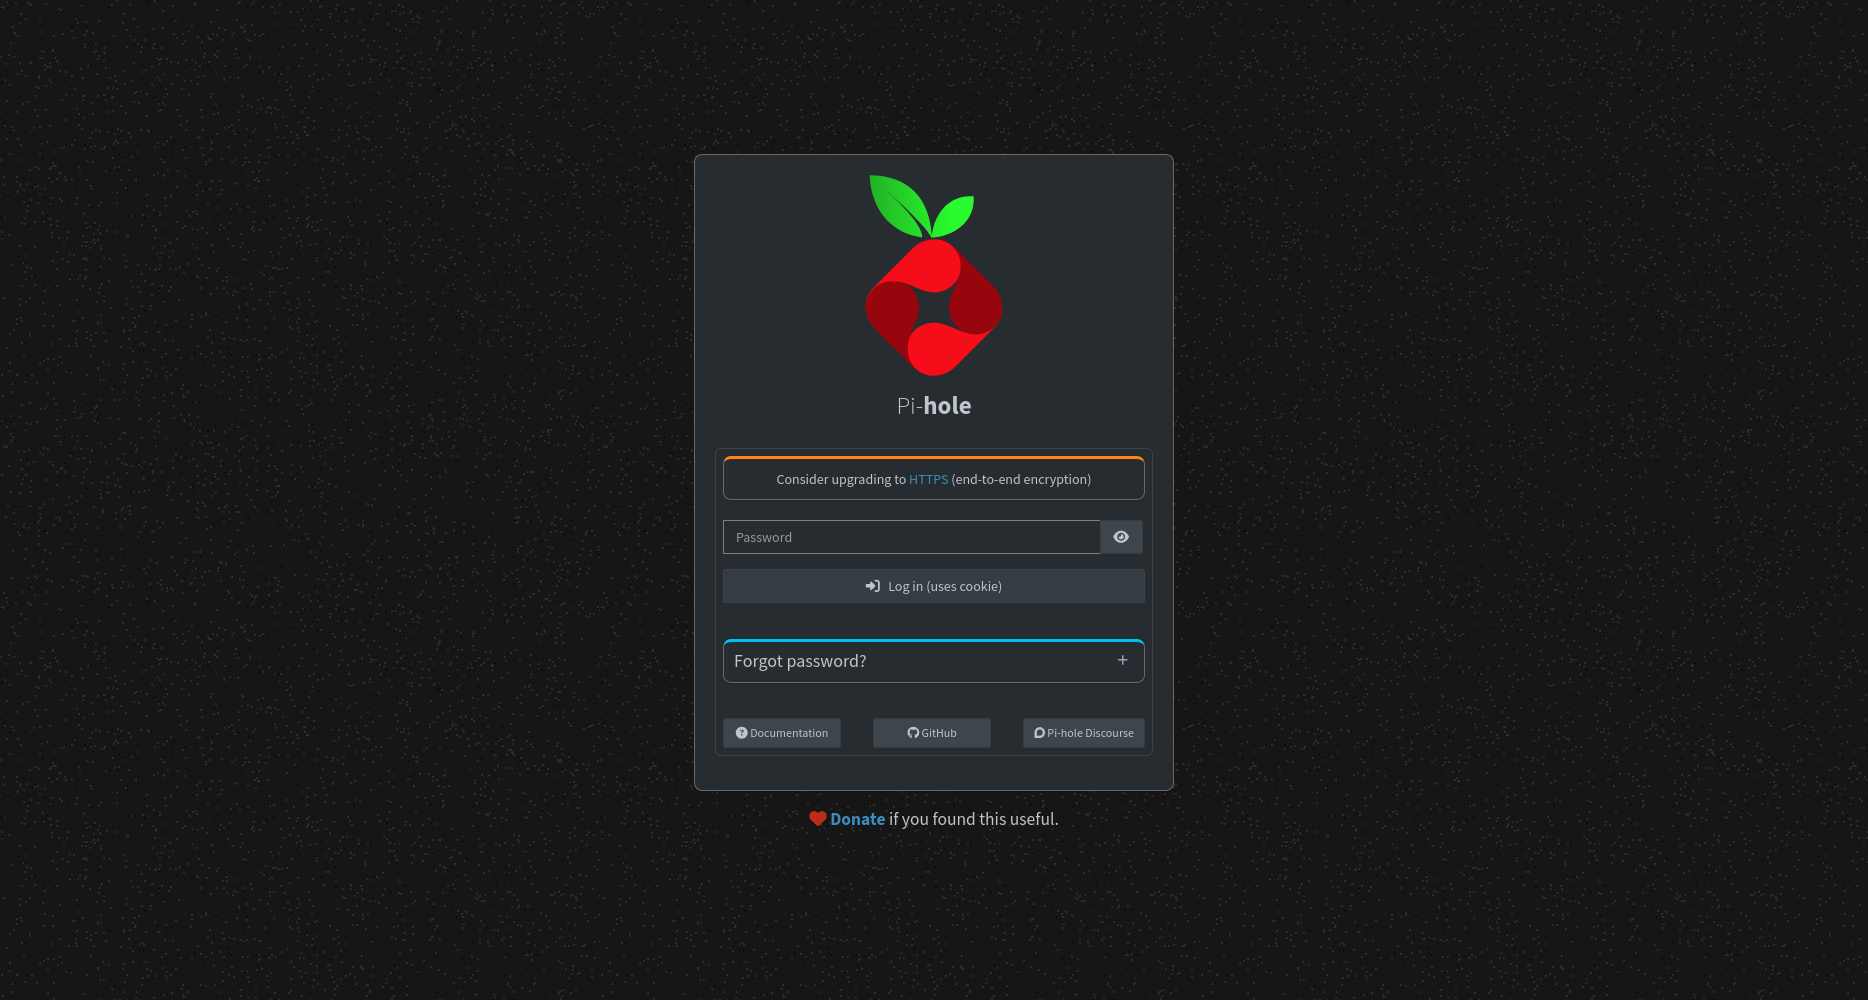 Pi-hole
Consider upgrading to HTTPS (end-to-end encryption)
Password
Log in (uses cookie)
Forgot password?
Documentation
GitHub
Pi-hole Discourse
Donate if you found this useful.